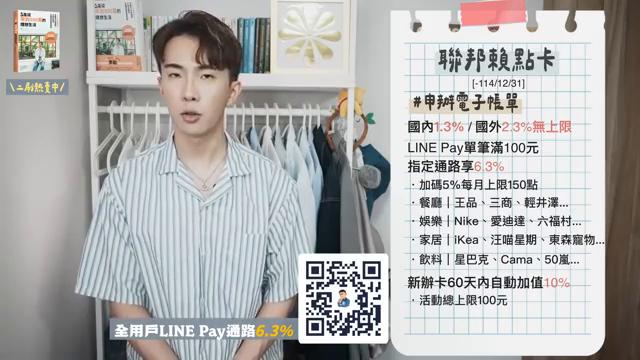 \二刷熱賣中/
聯邦賴點卡
[-114/12/31]
#申辦電子帳單
國內1.3% / 國外2.3%無上限
LINE Pay單筆滿100元
指定通路享6.3%
·加碼5%每月上限150點
·餐廳｜王品、三商、輕井澤...
·娛樂｜Nike、愛迪達、六福村...
·家居｜iKea、汪喵星期、東森寵物...
·飲料｜星巴克、Cama、50嵐...
新辦卡60天內自動加值10%
·活動總上限100元
全用戶LINE Pay通路6.3%